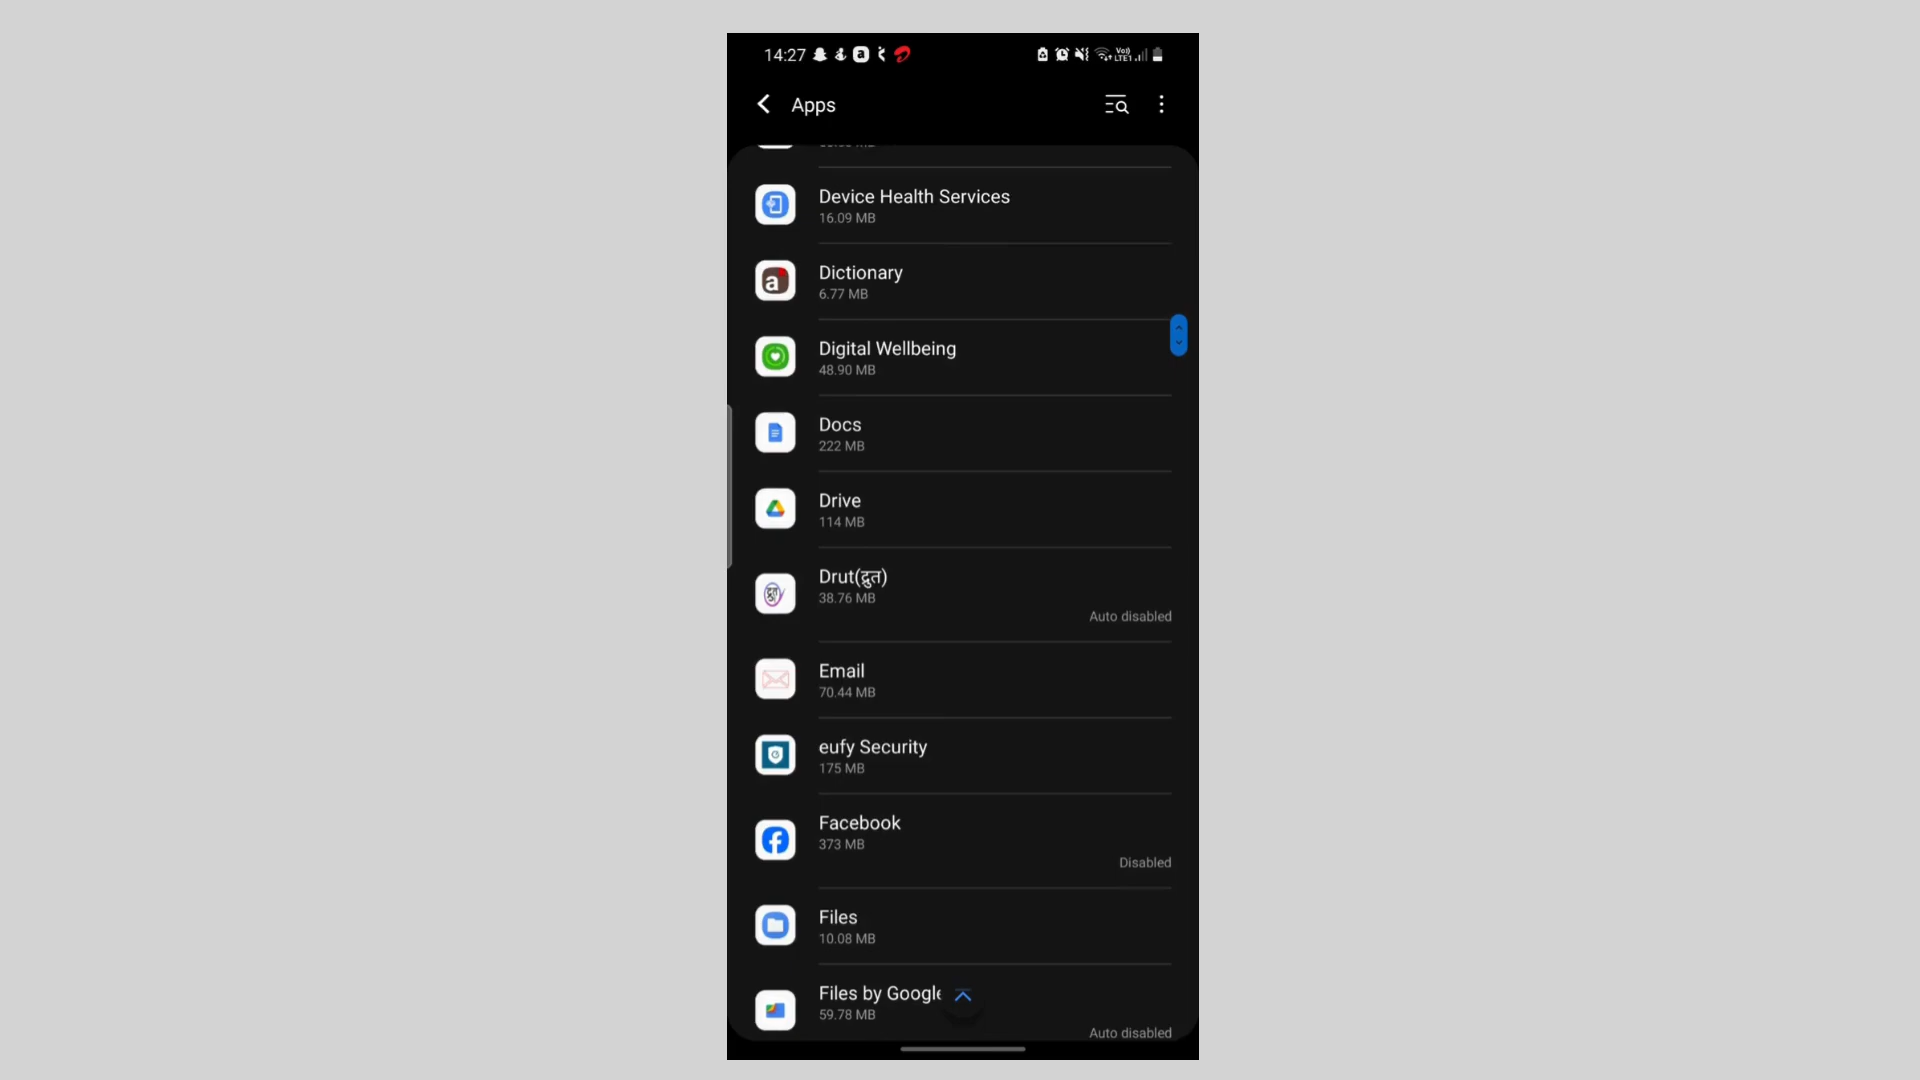 14:27
Apps
Device Health Services
16.09 MB
Dictionary
6.77 MB
Digital Wellbeing
48.90 MB
Docs
222 MB
Drive
114 MB
Drut(द्रुत)
38.76 MB
Auto disabled
Email
70.44 MB
eufy Security
175 MB
Facebook
373 MB
Disabled
Files
10.08 MB
Files by Google
59.78 MB
Auto disabled